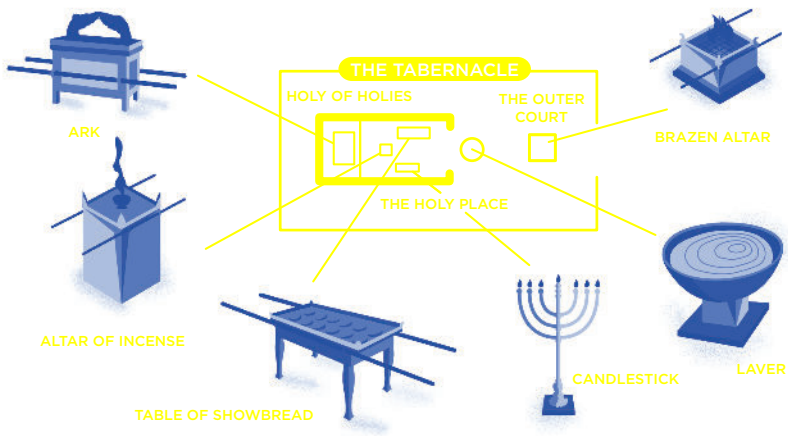 THE TABERNACLE
HOLY OF HOLIES
THE OUTER
COURT
ARK
BRAZEN ALTAR
THE HOLY PLACE
ALTAR OF INCENSE
LAVER
CANDLESTICK
TABLE OF SHOWBREAD